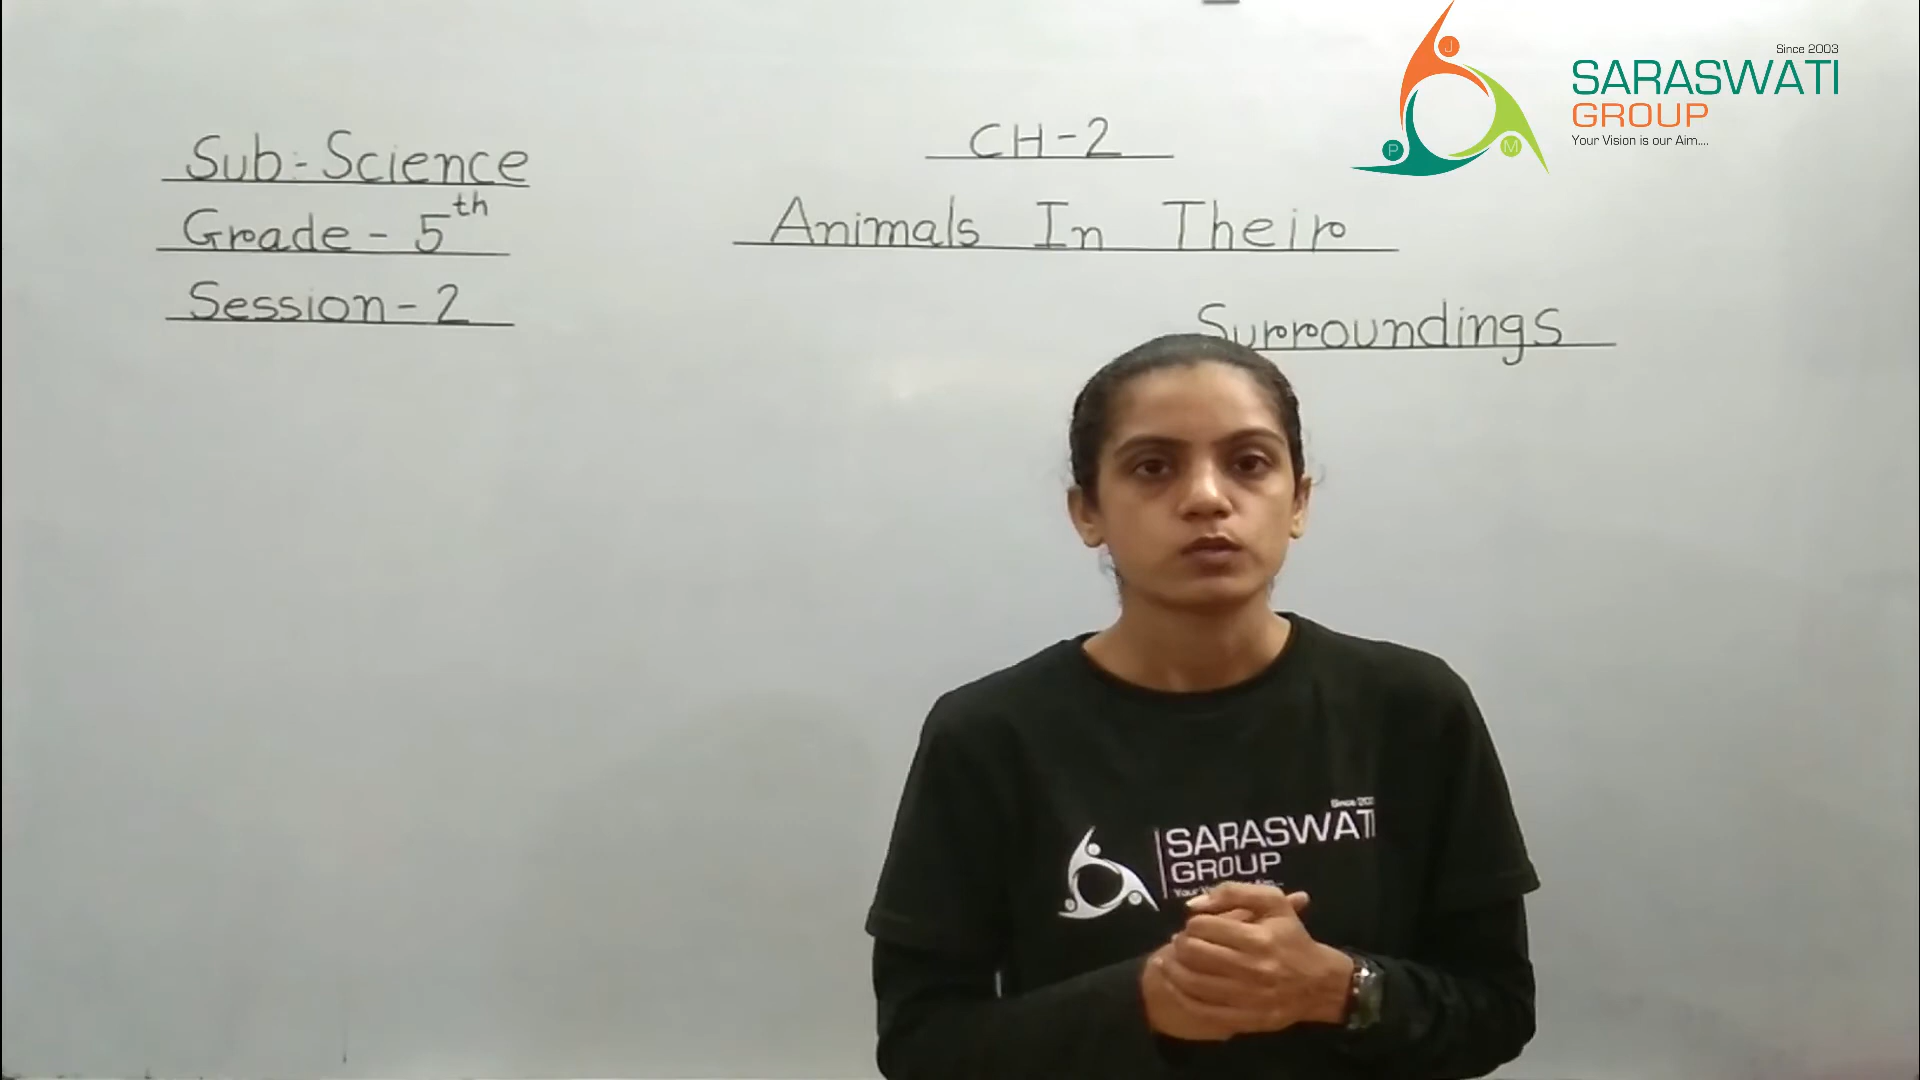 Sub:- Science
Grade - 5th
Session - 2
CH-2
Animals In Their
Surroundings
Since 2003
SARASWATI
GROUP
Your Vision is our Aim....
J
P
M
SARASWATI
GROUP